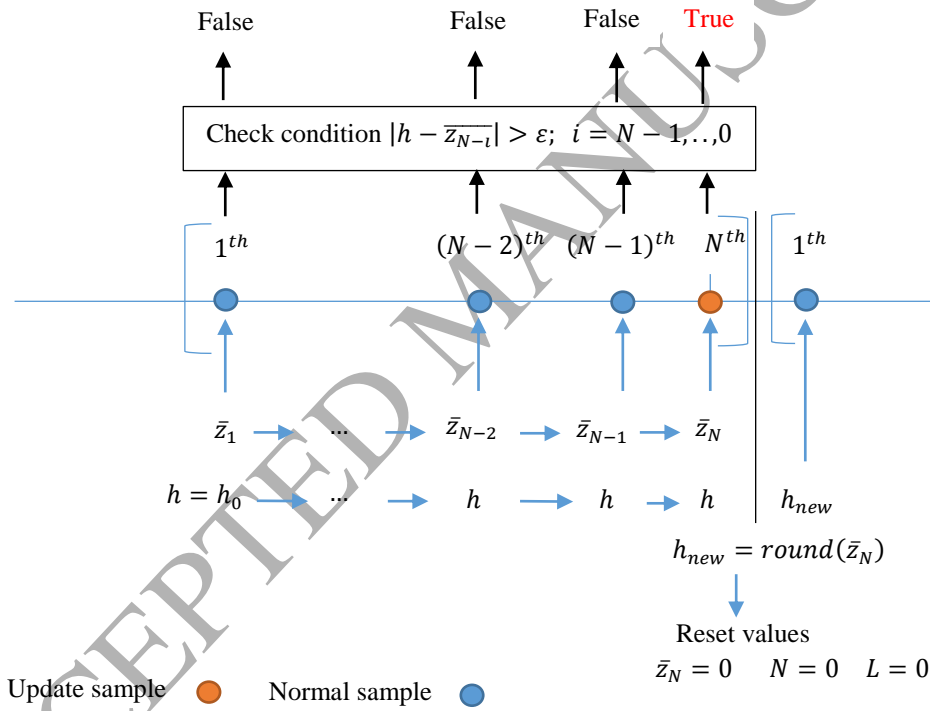 False False False True
Check condition |h − z̅_{N−i}| > ε; i = N − 1,..,0
1^{th} (N − 2)^{th} (N − 1)^{th} N^{th} 1^{th}
z̄_1 ... z̄_{N−2} z̄_{N−1} z̄_N
h = h_0 ... h h h h_{new}
h_{new} = round(z̄_N)
Reset values
z̄_N = 0 N = 0 L = 0
Update sample Normal sample
CEPTED MANUSC